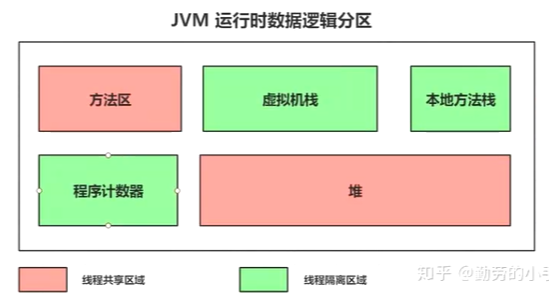 JVM 运行时数据逻辑分区
方法区
虚拟机栈
本地方法栈
程序计数器
堆
线程共享区域
线程隔离区域
知乎 @勤劳的小手